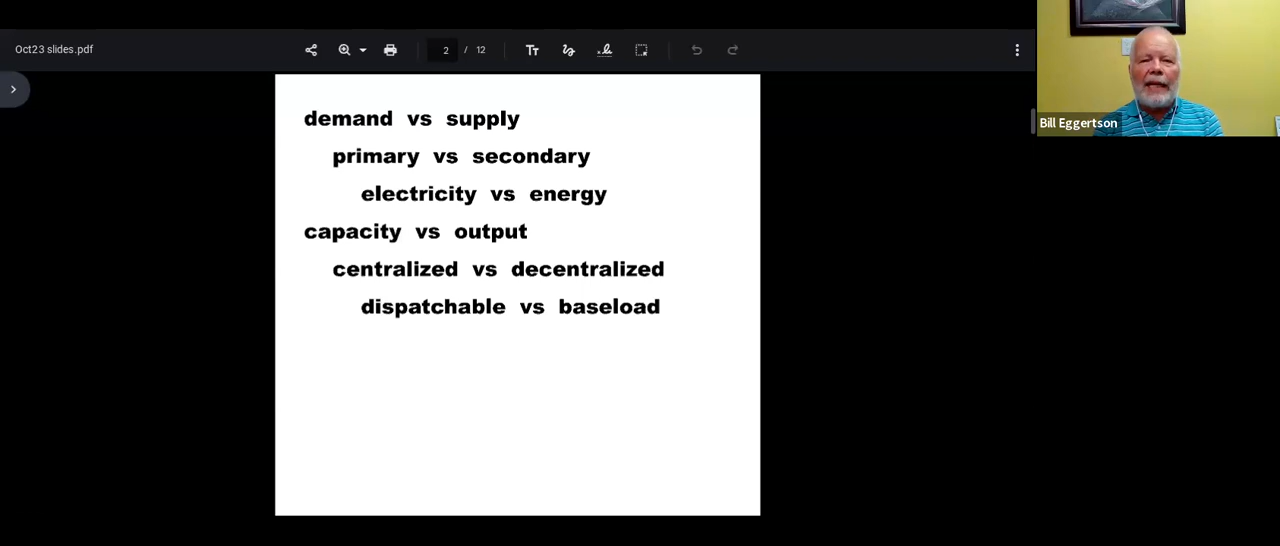 Oct23 slides.pdf
2 / 12
demand vs supply
primary vs secondary
electricity vs energy
capacity vs output
centralized vs decentralized
dispatchable vs baseload
Bill Eggertson